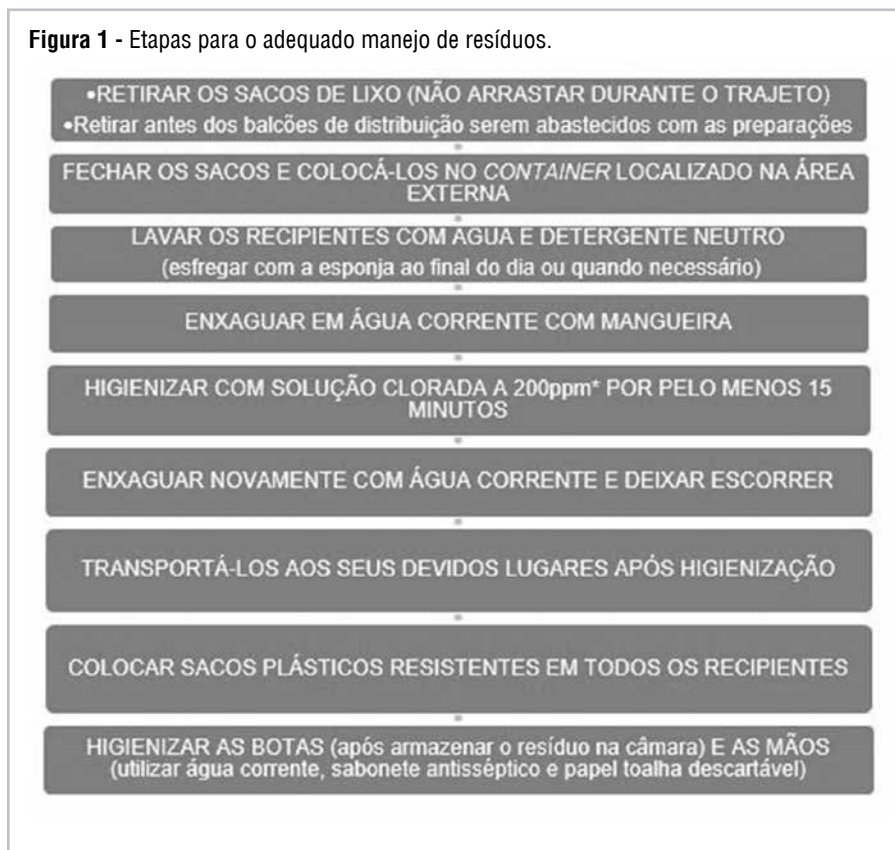 Figura 1 - Etapas para o adequado manejo de resíduos.
•RETIRAR OS SACOS DE LIXO (NÃO ARRASTAR DURANTE O TRAJETO)
•Retirar antes dos balcões de distribuição serem abastecidos com as preparações
FECHAR OS SACOS E COLOCÁ-LOS NO CONTAINER LOCALIZADO NA ÁREA
EXTERNA
LAVAR OS RECIPIENTES COM ÁGUA E DETERGENTE NEUTRO
(esfregar com a esponja ao final do dia ou quando necessário)
ENXAGUAR EM ÁGUA CORRENTE COM MANGUEIRA
HIGIENIZAR COM SOLUÇÃO CLORADA A 200ppm* POR PELO MENOS 15
MINUTOS
ENXAGUAR NOVAMENTE COM ÁGUA CORRENTE E DEIXAR ESCORRER
TRANSPORTÁ-LOS AOS SEUS DEVIDOS LUGARES APÓS HIGIENIZAÇÃO
COLOCAR SACOS PLÁSTICOS RESISTENTES EM TODOS OS RECIPIENTES
HIGIENIZAR AS BOTAS (após armazenar o resíduo na câmara) E AS MÃOS
(utilizar água corrente, sabonete antisséptico e papel toalha descartável)